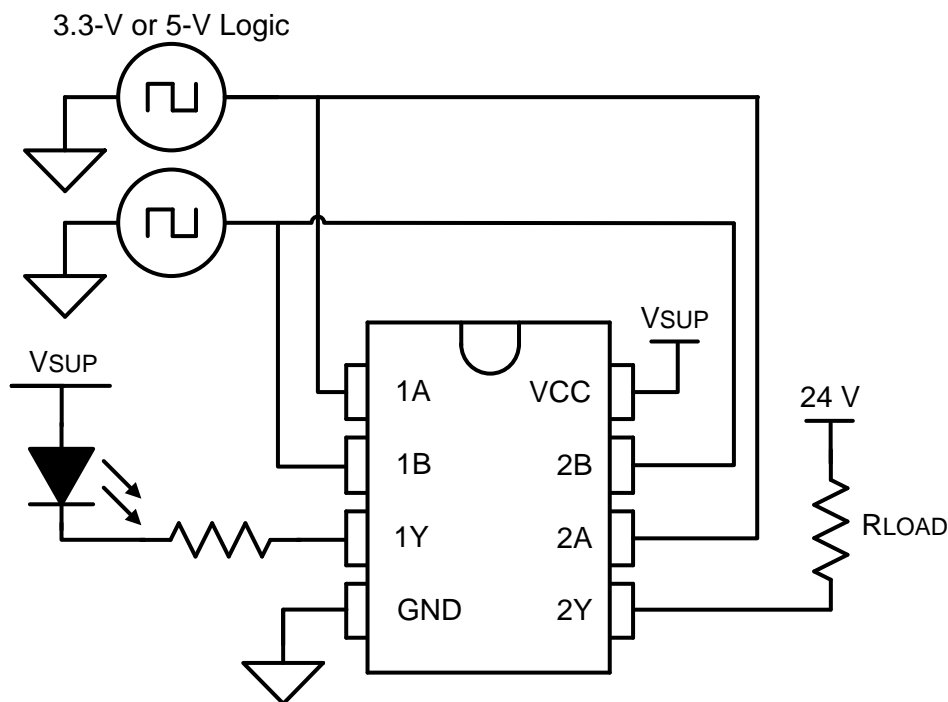 3.3-V or 5-V Logic
VSUP
VSUP
24 V
1A
VCC
1B
2B
RLOAD
1Y
2A
GND
2Y